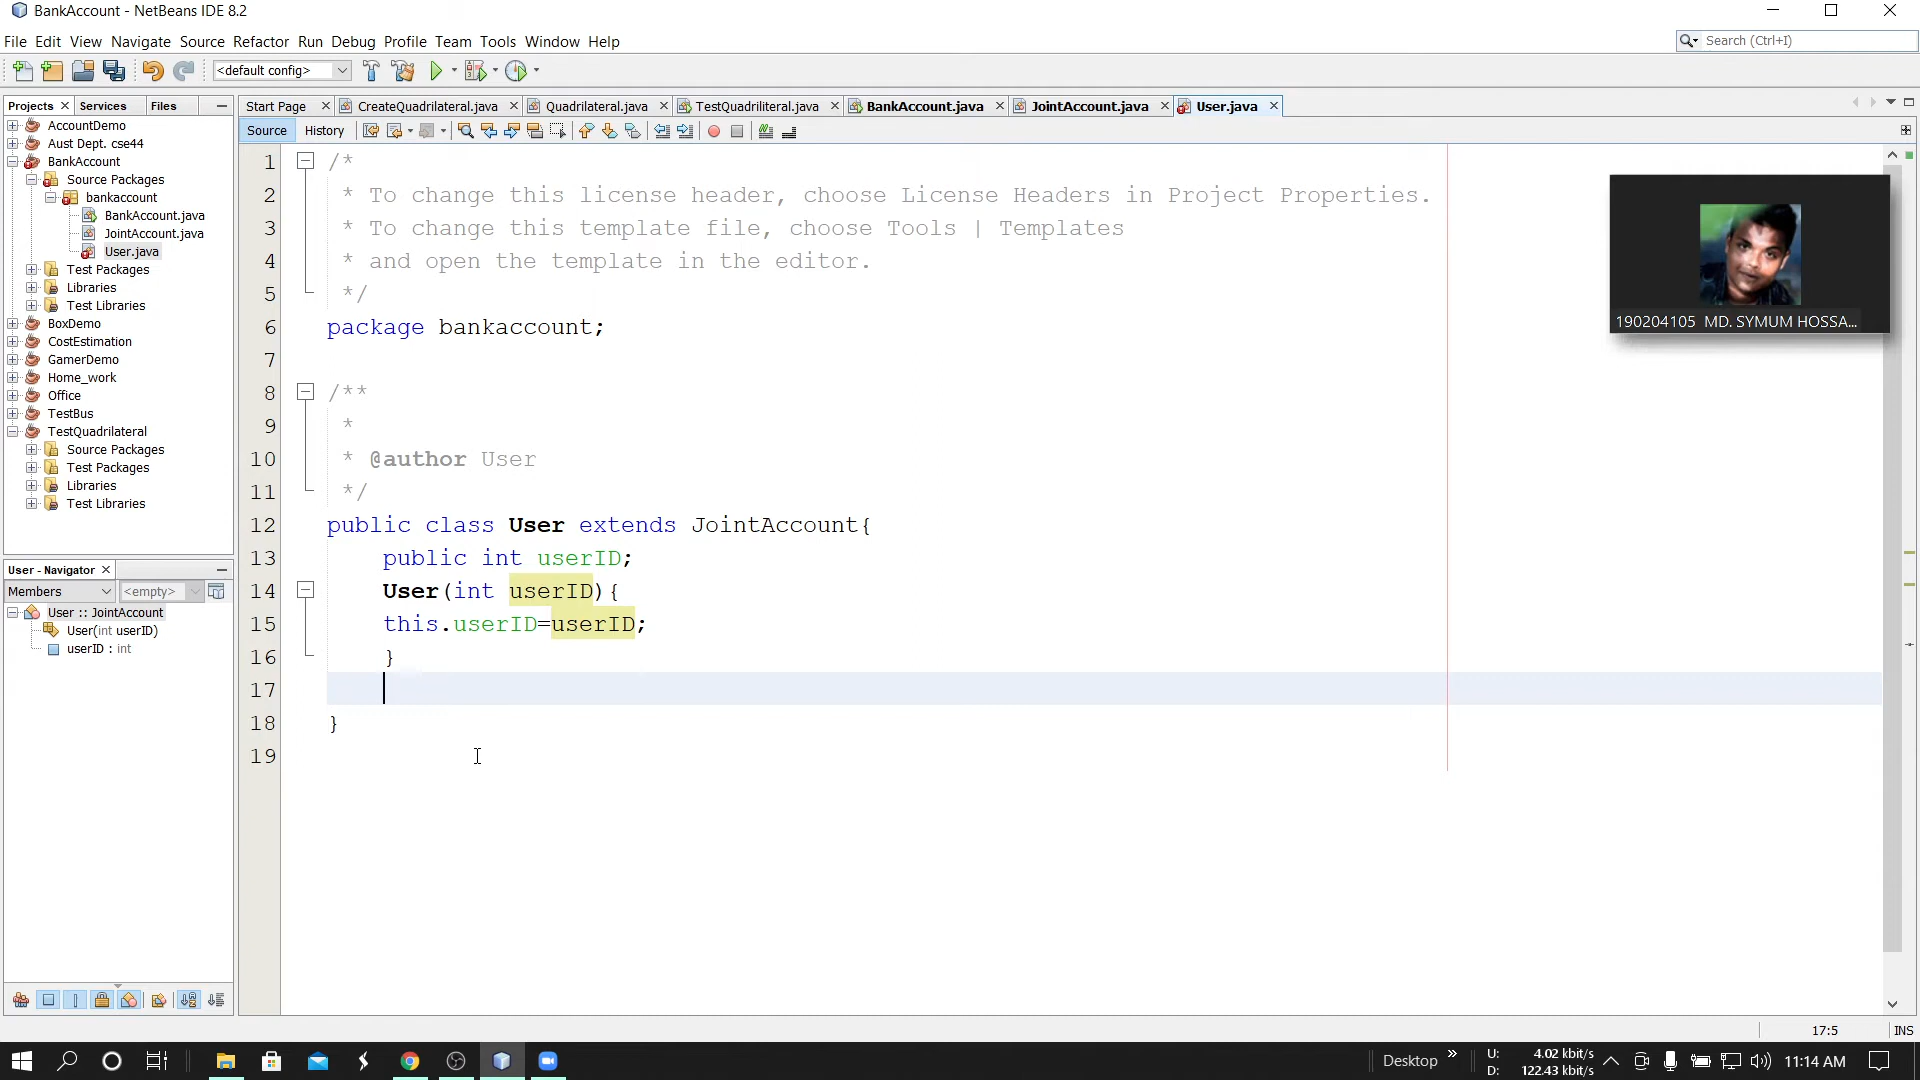 BankAccount - NetBeans IDE 8.2
File Edit View Navigate Source Refactor Run Debug Profile Team Tools Window Help
Search (Ctrl+I)
<default config>
Projects Services Files
Start Page CreateQuadrilateral.java Quadrilateral.java TestQuadriliteral.java BankAccount.java JointAccount.java User.java
Source History
AccountDemo
Aust Dept. cse44
BankAccount
Source Packages
bankaccount
BankAccount.java
JointAccount.java
User.java
Test Packages
Libraries
Test Libraries
BoxDemo
CostEstimation
GamerDemo
Home_work
Office
TestBus
TestQuadrilateral
Source Packages
Test Packages
Libraries
Test Libraries
User - Navigator
Members <empty>
User :: JointAccount
User(int userID)
userID : int
1 /*
2 * To change this license header, choose License Headers in Project Properties.
3 * To change this template file, choose Tools | Templates
4 * and open the template in the editor.
5 */
6 package bankaccount;
7
8 /**
9 *
10 * @author User
11 */
12 public class User extends JointAccount{
13 public int userID;
14 User(int userID){
15 this.userID=userID;
16 }
17
18 }
19
190204105 MD. SYMUM HOSSA...
17:5 INS
Desktop
U: 4.02 kbit/s
D: 122.43 kbit/s
11:14 AM